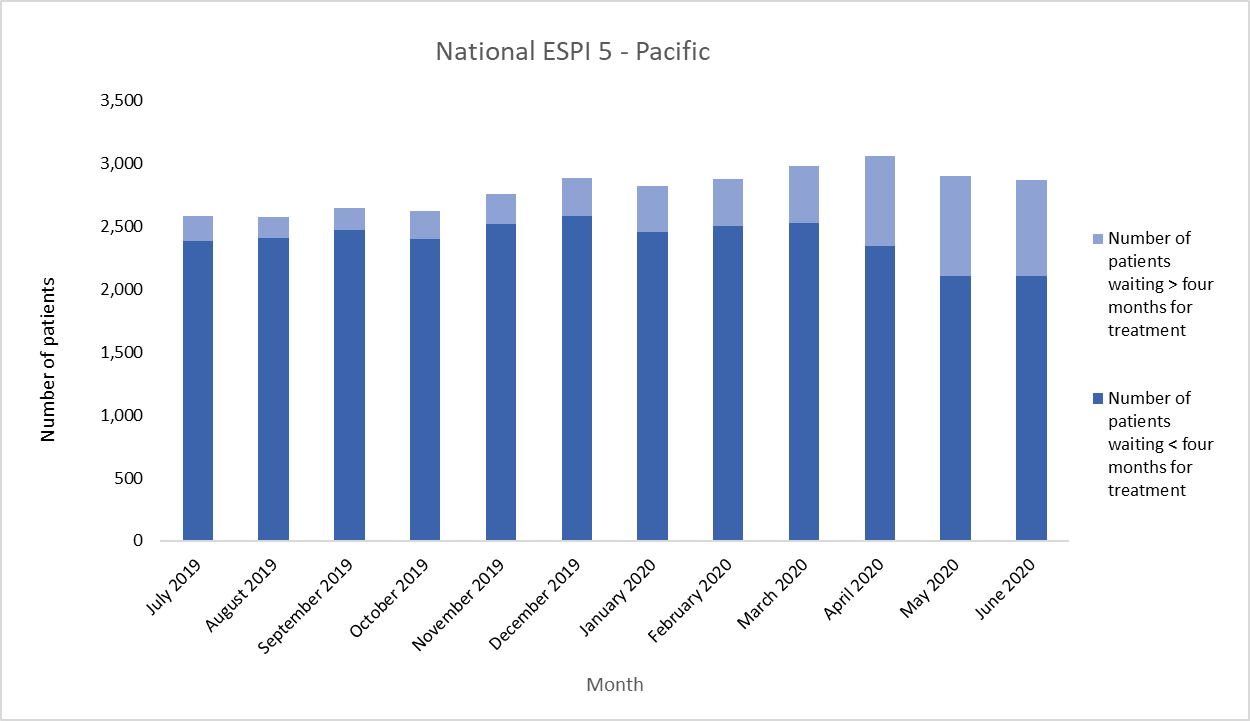 National ESPI 5 - Pacific
3,500
3,000
2,500
2,000
1,500
1,000
500
0
Number of patients
July 2019
August 2019
September 2019
October 2019
November 2019
December 2019
January 2020
February 2020
March 2020
April 2020
May 2020
June 2020
Month
Number of
patients
waiting > four
months for
treatment
Number of
patients
waiting < four
months for
treatment